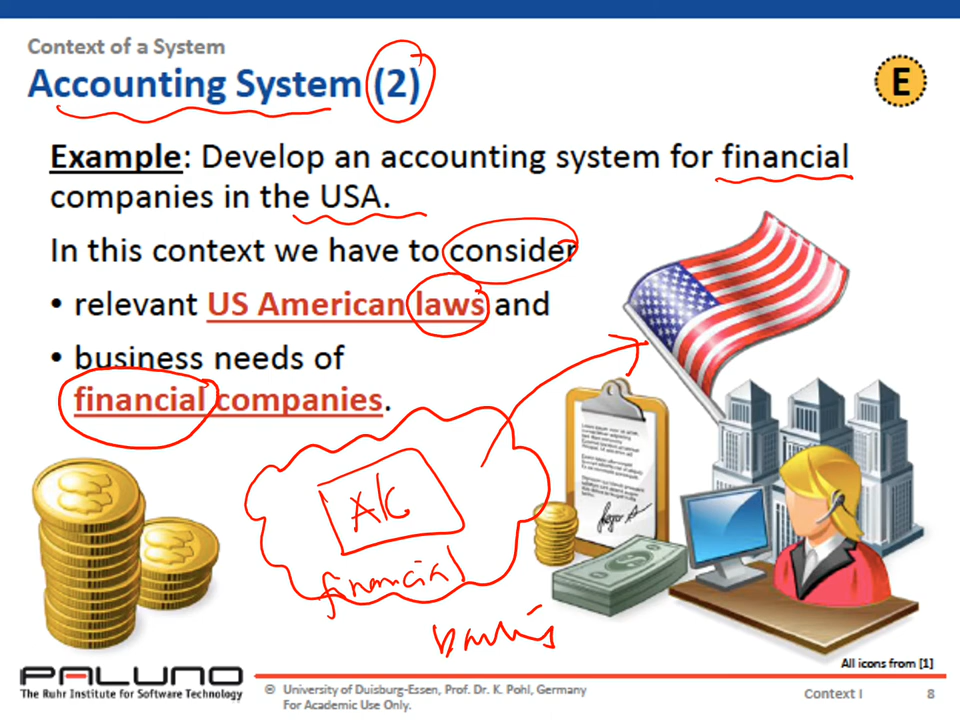 Context of a System
Accounting System (2)
E
Example: Develop an accounting system for financial
companies in the USA.
In this context we have to consider
• relevant US American laws and
• business needs of
financial companies.
A/C
financial
PALUNO
The Ruhr Institute for Software Technology
All icons from [1]
© University of Duisburg-Essen, Prof. Dr. K. Pohl, Germany
For Academic Use Only.
Context I
8